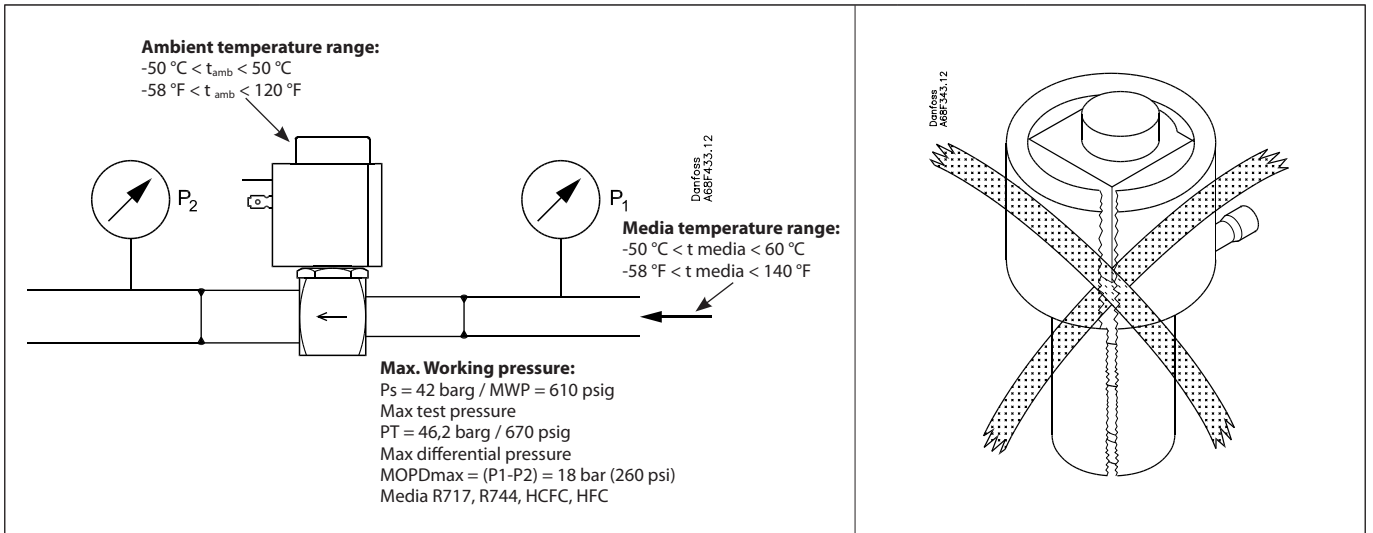 Ambient temperature range:
-50 °C < tamb < 50 °C
-58 °F < t amb < 120 °F
P2
P1
Danfoss
A68F433.12
Media temperature range:
-50 °C < t media < 60 °C
-58 °F < t media < 140 °F
Max. Working pressure:
Ps = 42 barg / MWP = 610 psig
Max test pressure
PT = 46,2 barg / 670 psig
Max differential pressure
MOPDmax = (P1-P2) = 18 bar (260 psi)
Media R717, R744, HCFC, HFC
Danfoss
A68F343.12